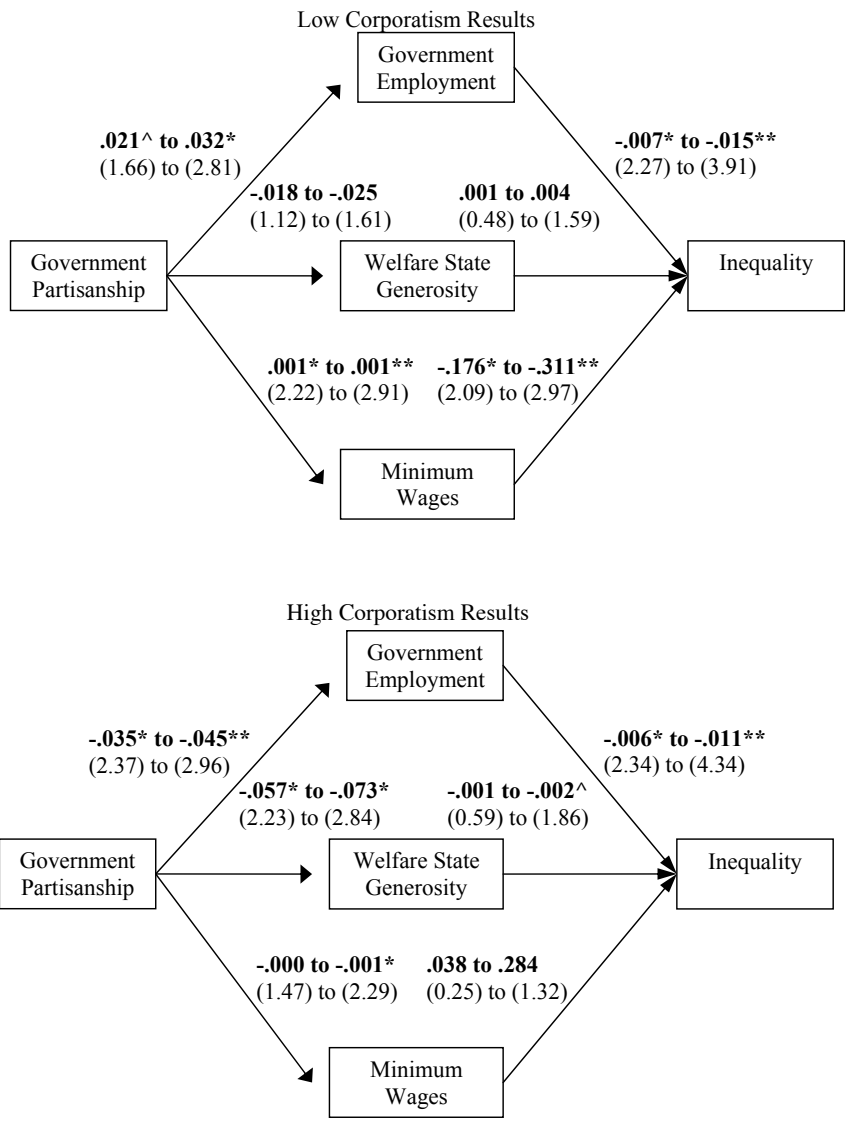 Low Corporatism Results
Government
Employment
.021^ to .032*
(1.66) to (2.81)
-.007* to -.015**
(2.27) to (3.91)
-.018 to -.025
(1.12) to (1.61)
.001 to .004
(0.48) to (1.59)
Government
Partisanship
Welfare State
Generosity
Inequality
.001* to .001**
(2.22) to (2.91)
-.176* to -.311**
(2.09) to (2.97)
Minimum
Wages
High Corporatism Results
Government
Employment
-.035* to -.045**
(2.37) to (2.96)
-.006* to -.011**
(2.34) to (4.34)
-.057* to -.073*
(2.23) to (2.84)
-.001 to -.002^
(0.59) to (1.86)
Government
Partisanship
Welfare State
Generosity
Inequality
-.000 to -.001*
(1.47) to (2.29)
.038 to .284
(0.25) to (1.32)
Minimum
Wages